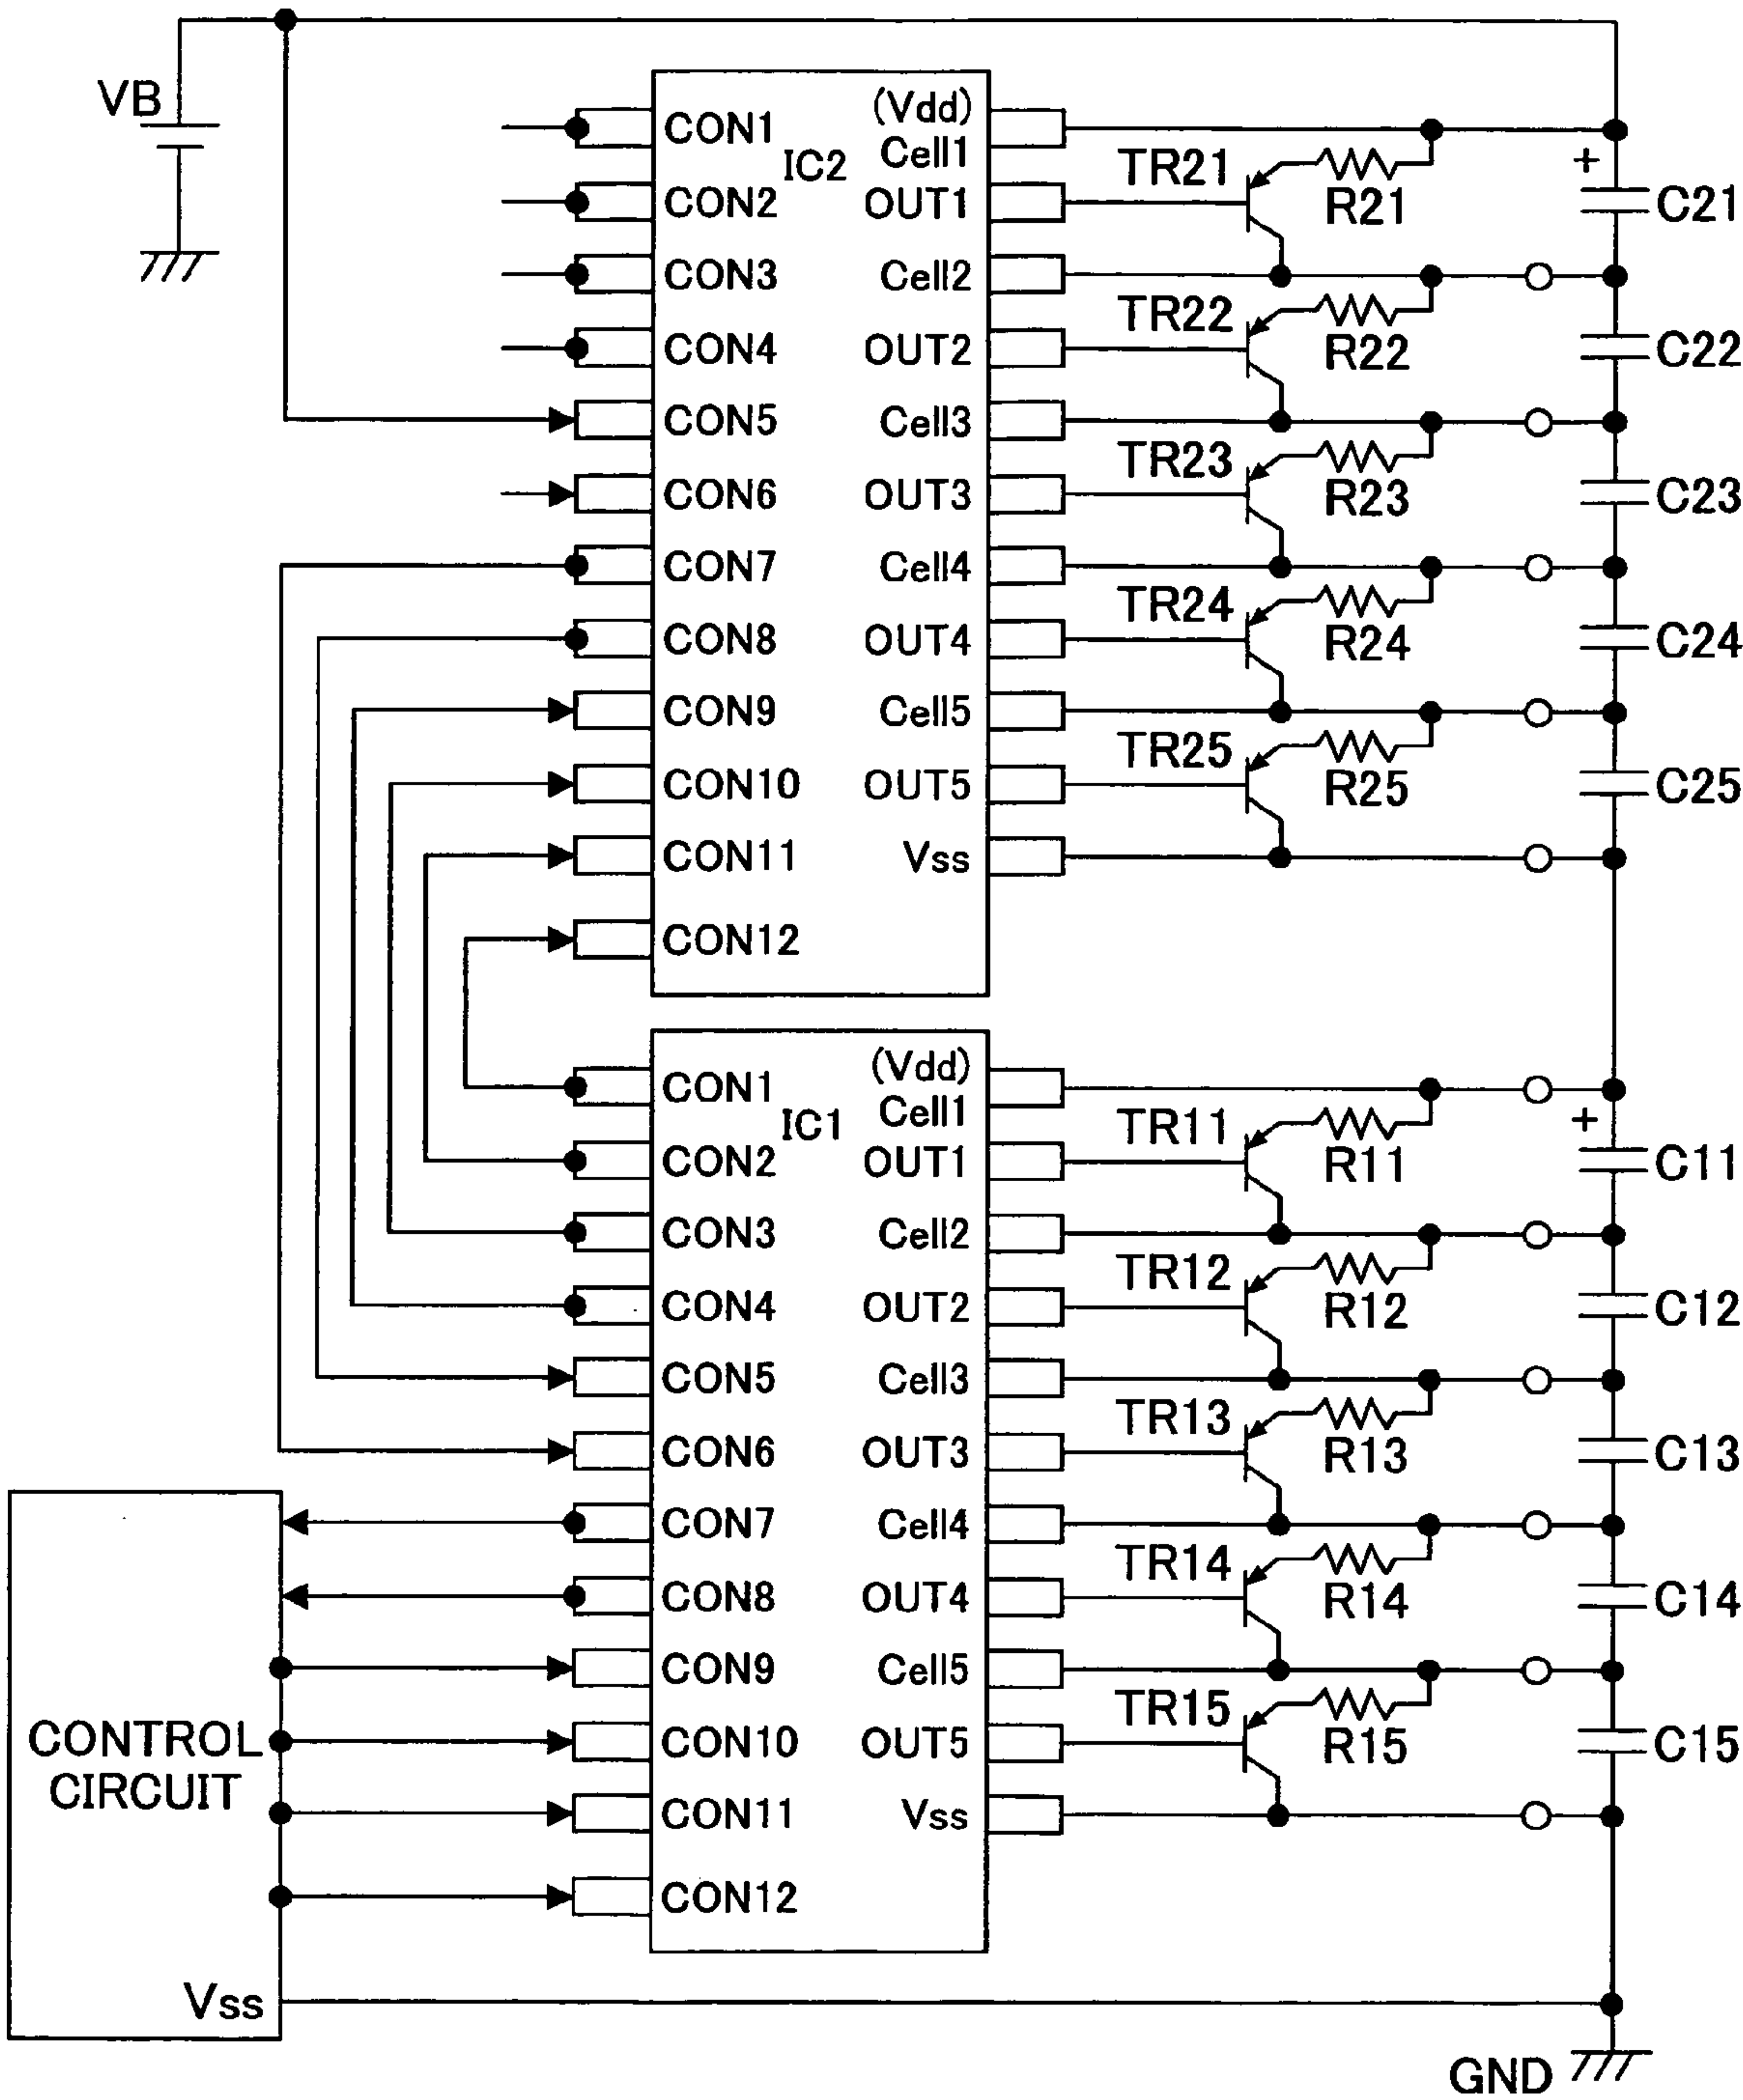 VB
CON1
IC2
(Vdd)
Cell1
TR21
R21
+
C21
CON2
OUT1
CON3
Cell2
TR22
R22
C22
CON4
OUT2
CON5
Cell3
TR23
R23
C23
CON6
OUT3
CON7
Cell4
TR24
R24
C24
CON8
OUT4
CON9
Cell5
TR25
R25
C25
CON10
OUT5
CON11
Vss
CON12
CON1
IC1
(Vdd)
Cell1
TR11
R11
+
C11
CON2
OUT1
CON3
Cell2
TR12
R12
C12
CON4
OUT2
CON5
Cell3
TR13
R13
C13
CON6
OUT3
CON7
Cell4
TR14
R14
C14
CON8
OUT4
CON9
Cell5
TR15
R15
C15
CON10
OUT5
CON11
Vss
CON12
CONTROL
CIRCUIT
Vss
GND